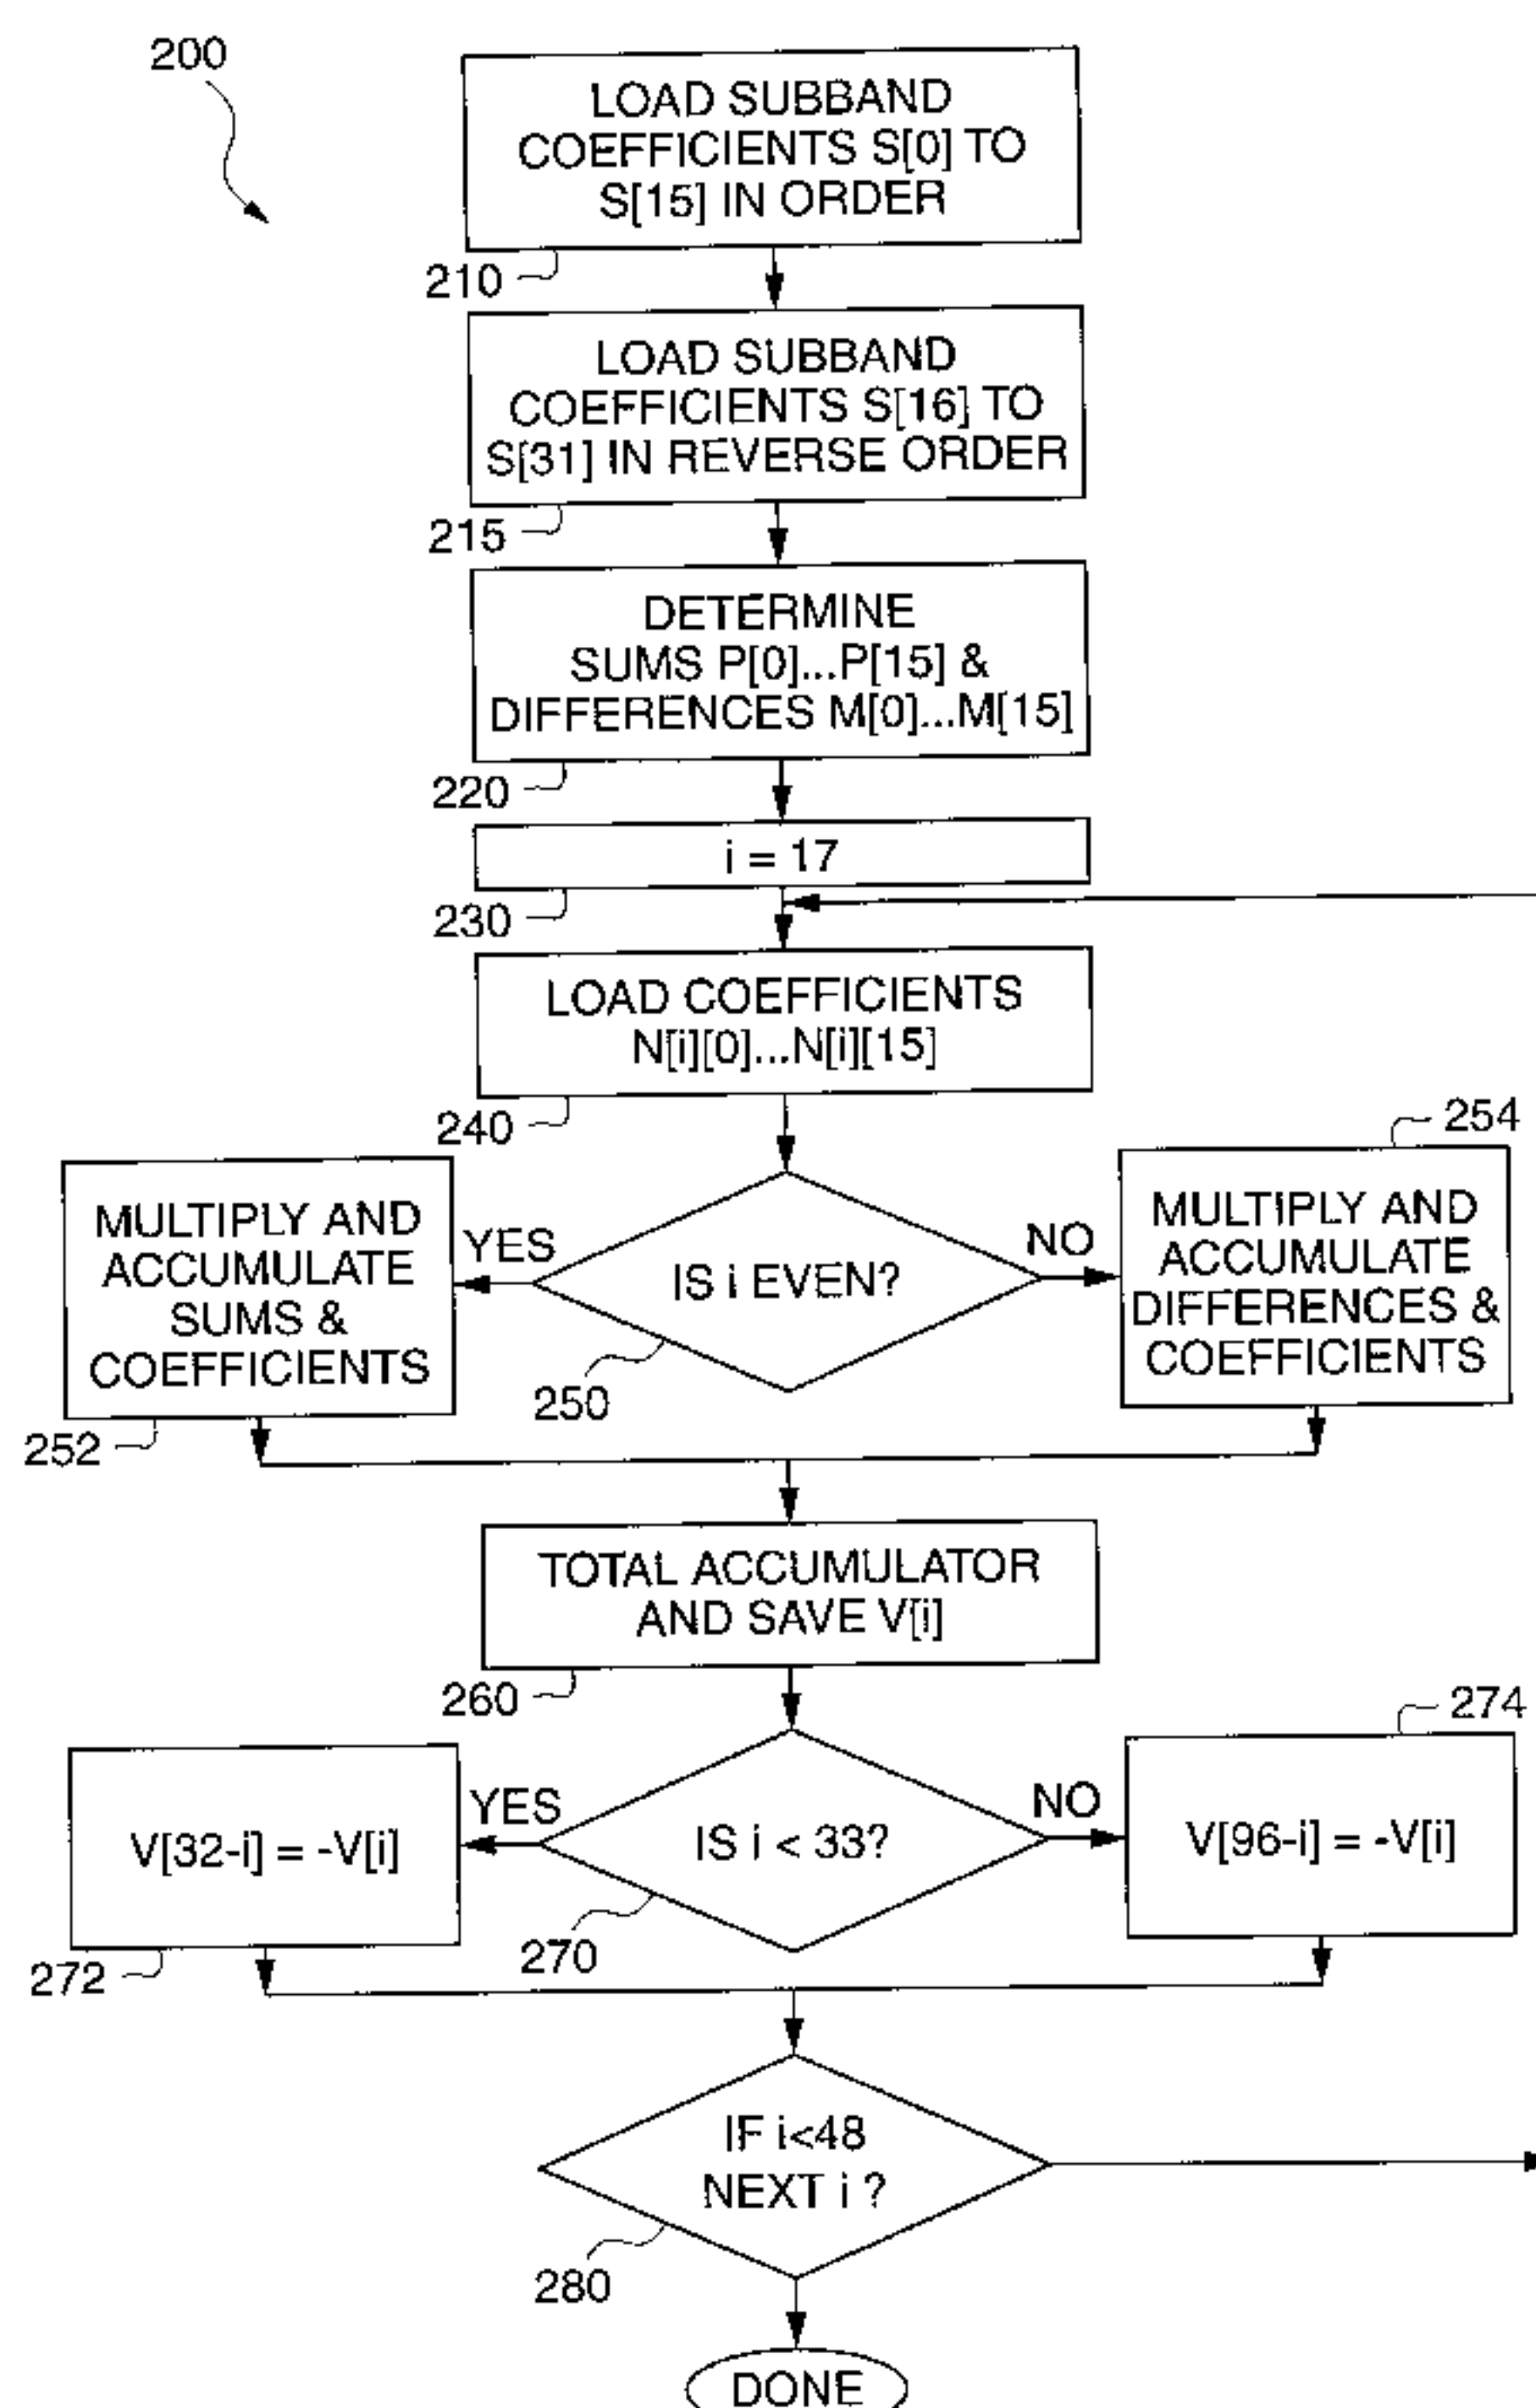 200
LOAD SUBBAND
COEFFICIENTS S[0] TO
S[15] IN ORDER
210
LOAD SUBBAND
COEFFICIENTS S[16] TO
S[31] IN REVERSE ORDER
215
DETERMINE
SUMS P[0]...P[15] &
DIFFERENCES M[0]...M[15]
220
i = 17
230
LOAD COEFFICIENTS
N[i][0]...N[i][15]
240
254
MULTIPLY AND
ACCUMULATE
SUMS &
COEFFICIENTS
YES
IS i EVEN?
NO
MULTIPLY AND
ACCUMULATE
DIFFERENCES &
COEFFICIENTS
250
252
TOTAL ACCUMULATOR
AND SAVE V[i]
260
274
V[32-i] = -V[i]
YES
IS i < 33?
NO
V[96-i] = -V[i]
270
272
IF i<48
NEXT i ?
280
DONE